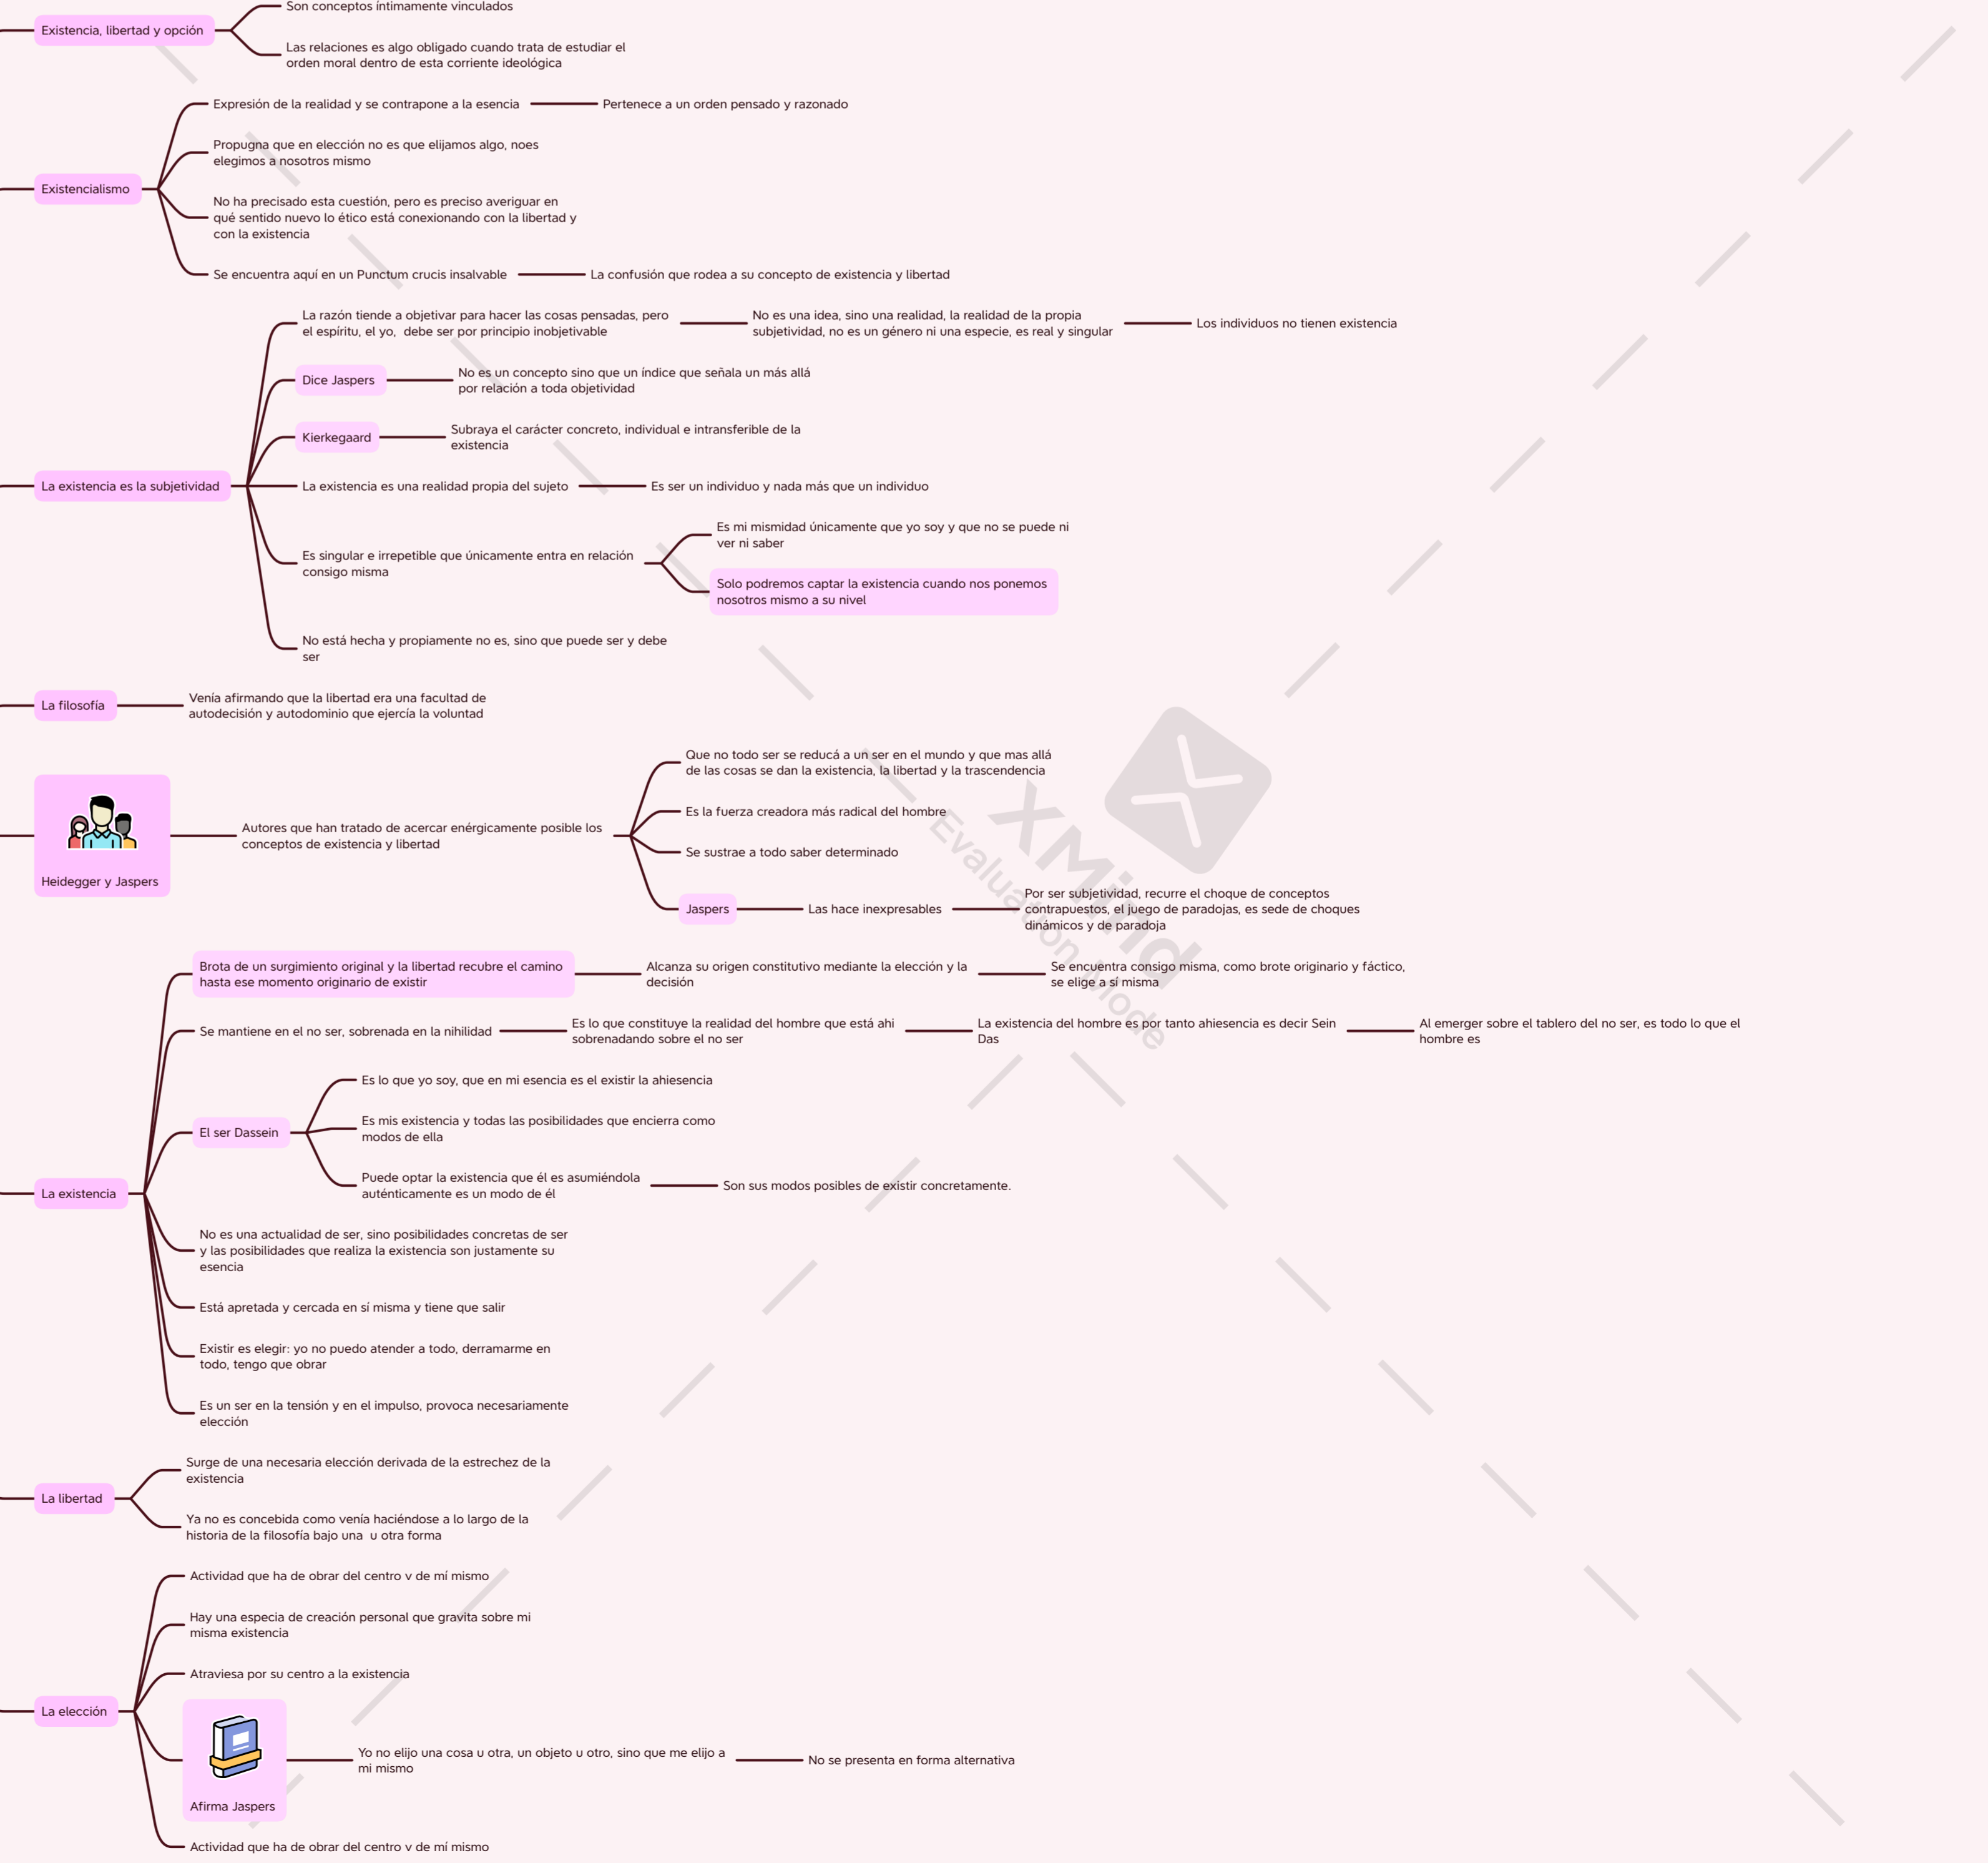 Son conceptos íntimamente vinculados
Existencia, libertad y opción
Las relaciones es algo obligado cuando trata de estudiar el
orden moral dentro de esta corriente ideológica
Expresión de la realidad y se contrapone a la esencia
Pertenece a un orden pensado y razonado
Propugna que en elección no es que elijamos algo, noes
elegimos a nosotros mismo
Existencialismo
No ha precisado esta cuestión, pero es preciso averiguar en
qué sentido nuevo lo ético está conexionando con la libertad y
con la existencia
Se encuentra aquí en un Punctum crucis insalvable
La confusión que rodea a su concepto de existencia y libertad
La razón tiende a objetivar para hacer las cosas pensadas, pero
el espíritu, el yo,  debe ser por principio inobjetivable
No es una idea, sino una realidad, la realidad de la propia
subjetividad, no es un género ni una especie, es real y singular
Los individuos no tienen existencia
Dice Jaspers
No es un concepto sino que un índice que señala un más allá
por relación a toda objetividad
Kierkegaard
Subraya el carácter concreto, individual e intransferible de la
existencia
La existencia es la subjetividad
La existencia es una realidad propia del sujeto
Es ser un individuo y nada más que un individuo
Es singular e irrepetible que únicamente entra en relación
consigo misma
Es mi mismidad únicamente que yo soy y que no se puede ni
ver ni saber
Solo podremos captar la existencia cuando nos ponemos
nosotros mismo a su nivel
No está hecha y propiamente no es, sino que puede ser y debe
ser
La filosofía
Venía afirmando que la libertad era una facultad de
autodecisión y autodominio que ejercía la voluntad
Heidegger y Jaspers
Autores que han tratado de acercar enérgicamente posible los
conceptos de existencia y libertad
Que no todo ser se reducá a un ser en el mundo y que mas allá
de las cosas se dan la existencia, la libertad y la trascendencia
Es la fuerza creadora más radical del hombre
Se sustrae a todo saber determinado
Jaspers
Las hace inexpresables
Por ser subjetividad, recurre el choque de conceptos
contrapuestos, el juego de paradojas, es sede de choques
dinámicos y de paradoja
XMind
Evaluation Mode
Brota de un surgimiento original y la libertad recubre el camino
hasta ese momento originario de existir
Alcanza su origen constitutivo mediante la elección y la
decisión
Se encuentra consigo misma, como brote originario y fáctico,
se elige a sí misma
Se mantiene en el no ser, sobrenada en la nihilidad
Es lo que constituye la realidad del hombre que está ahi
sobrenadando sobre el no ser
La existencia del hombre es por tanto ahiesencia es decir Sein
Das
Al emerger sobre el tablero del no ser, es todo lo que el
hombre es
El ser Dassein
Es lo que yo soy, que en mi esencia es el existir la ahiesencia
Es mis existencia y todas las posibilidades que encierra como
modos de ella
Puede optar la existencia que él es asumiéndola
auténticamente es un modo de él
Son sus modos posibles de existir concretamente.
La existencia
No es una actualidad de ser, sino posibilidades concretas de ser
y las posibilidades que realiza la existencia son justamente su
esencia
Está apretada y cercada en sí misma y tiene que salir
Existir es elegir: yo no puedo atender a todo, derramarme en
todo, tengo que obrar
Es un ser en la tensión y en el impulso, provoca necesariamente
elección
La libertad
Surge de una necesaria elección derivada de la estrechez de la
existencia
Ya no es concebida como venía haciéndose a lo largo de la
historia de la filosofía bajo una  u otra forma
Actividad que ha de obrar del centro v de mí mismo
Hay una especia de creación personal que gravita sobre mi
misma existencia
Atraviesa por su centro a la existencia
La elección
Afirma Jaspers
Yo no elijo una cosa u otra, un objeto u otro, sino que me elijo a
mi mismo
No se presenta en forma alternativa
Actividad que ha de obrar del centro v de mí mismo